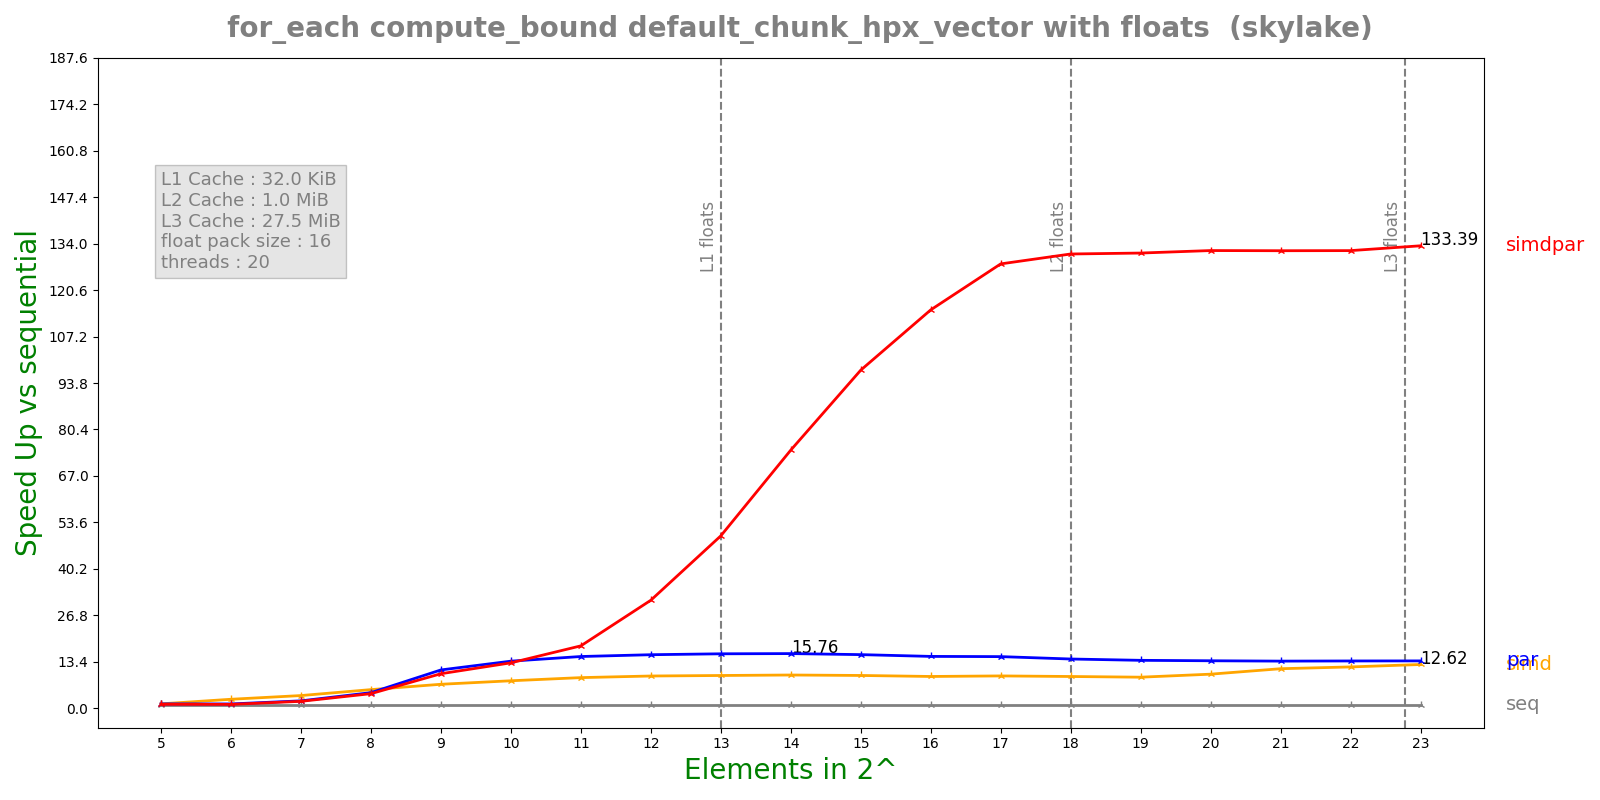 for_each compute_bound default_chunk_hpx_vector with floats (skylake)
187.6
174.2
160.8
147.4
134.0
120.6
107.2
93.8
80.4
67.0
53.6
40.2
26.8
13.4
0.0
Speed Up vs sequential
L1 Cache : 32.0 KiB
L2 Cache : 1.0 MiB
L3 Cache : 27.5 MiB
float pack size : 16
threads : 20
L1 floats
L2 floats
L3 floats
133.39
simdpar
15.76
12.62
par
simd
seq
5 6 7 8 9 10 11 12 13 14 15 16 17 18 19 20 21 22 23
Elements in 2^